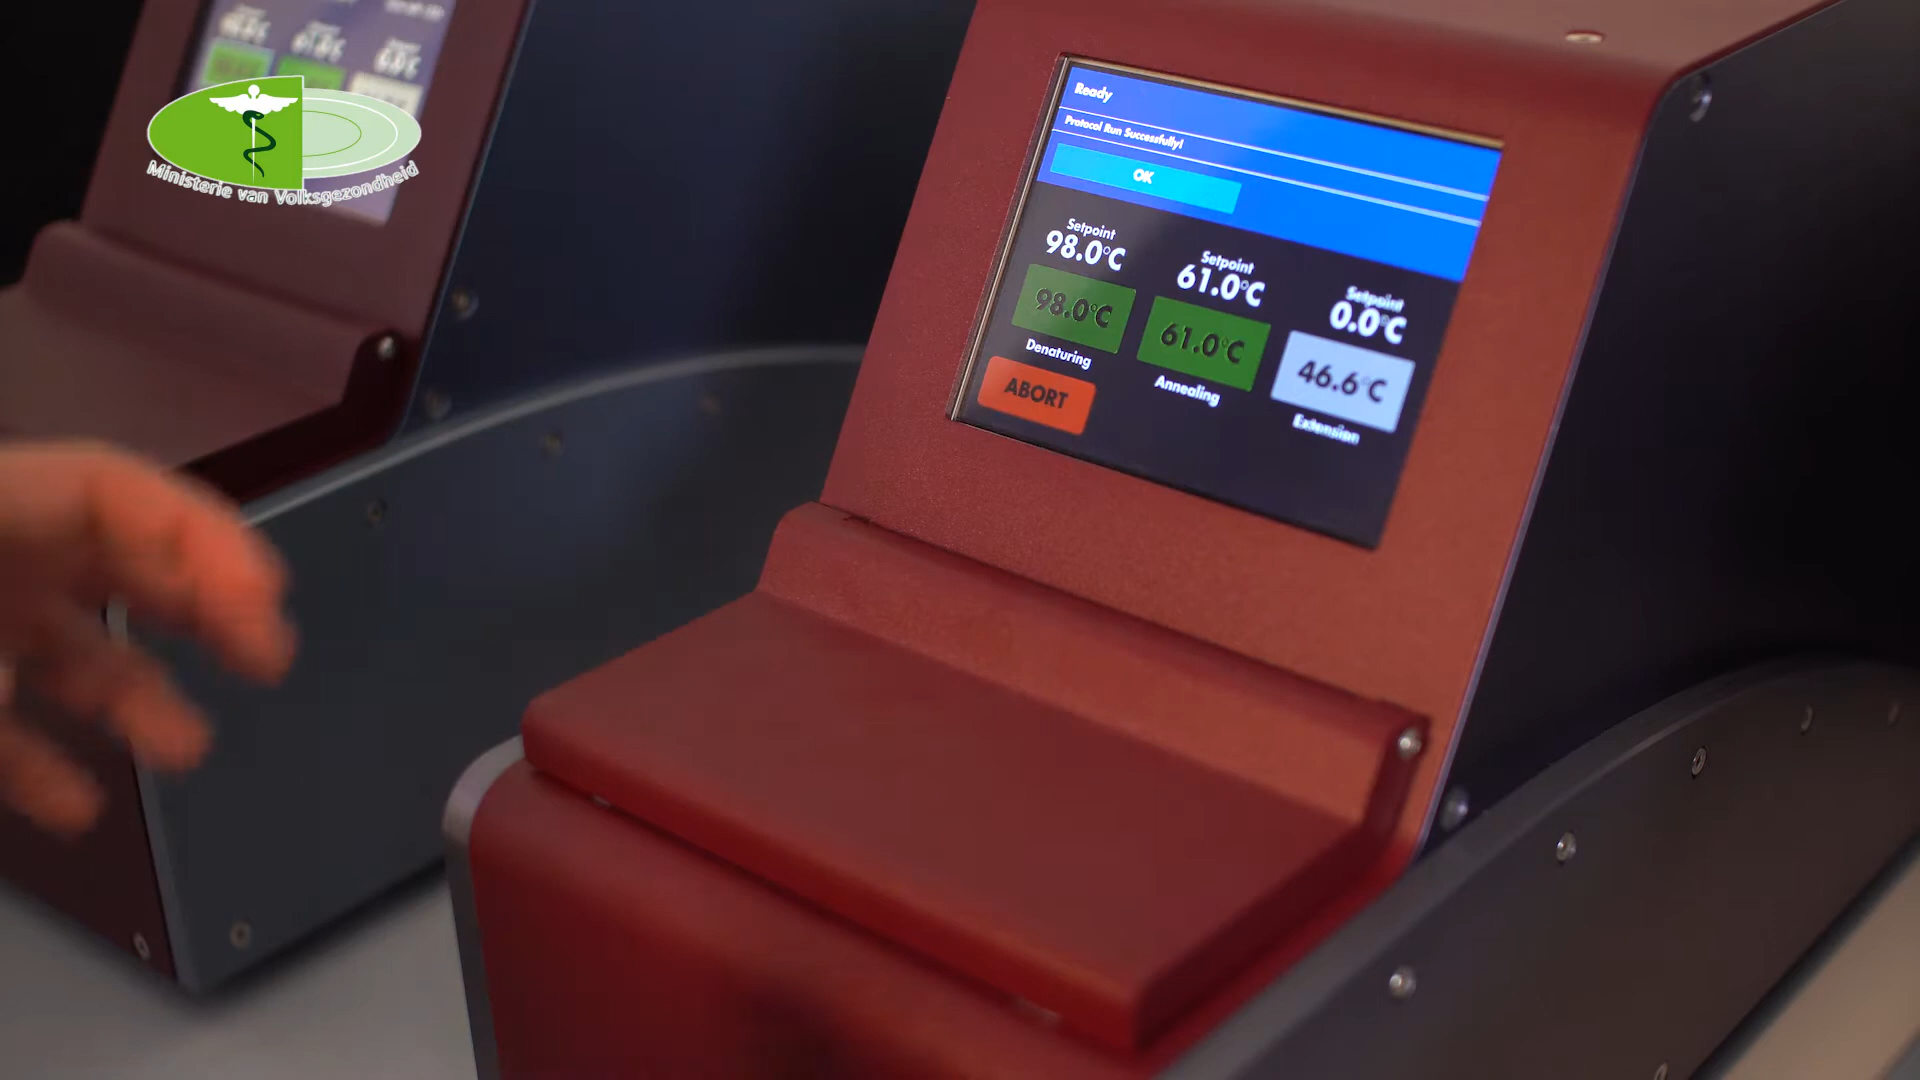 Ministerie van Volksgezondheid
Ready
Protocol Run Successfully!
OK
Setpoint
98.0°C
98.0°C
Denaturing
Setpoint
61.0°C
61.0°C
Annealing
Setpoint
0.0°C
46.6°C
Extension
ABORT